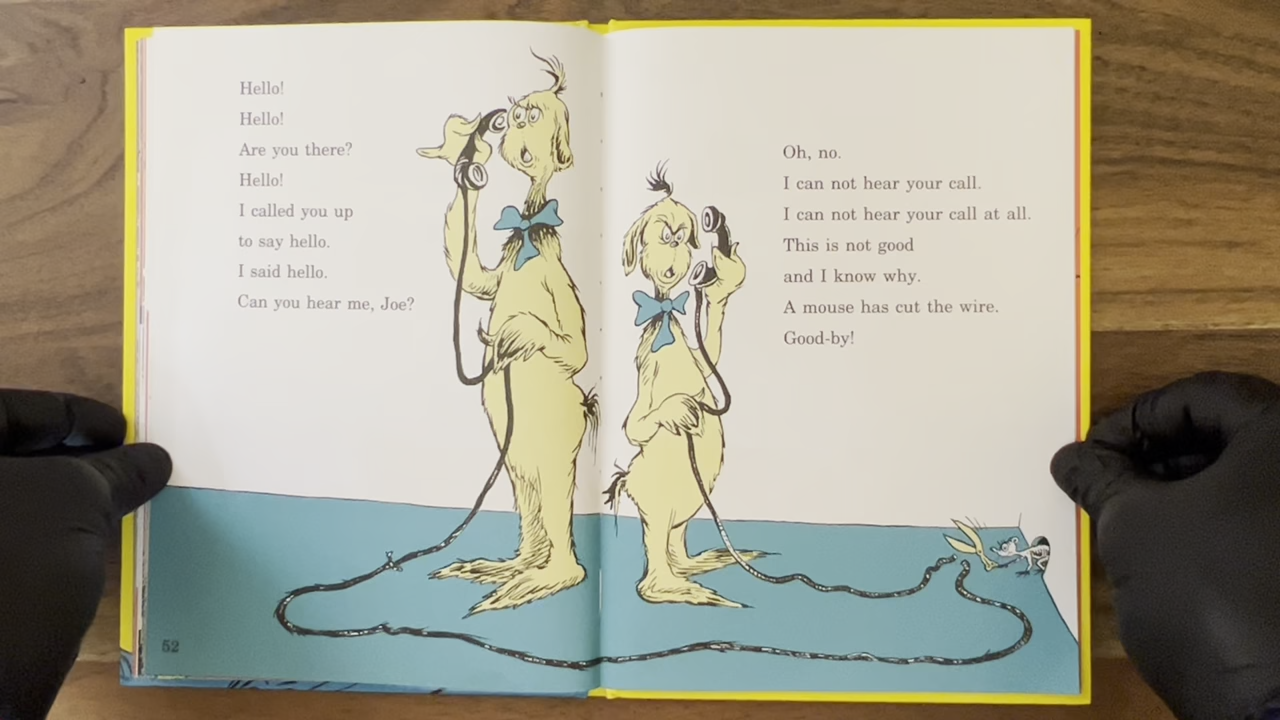 Hello!
Hello!
Are you there?
Hello!
I called you up
to say hello.
I said hello.
Can you hear me, Joe?
52
Oh, no.
I can not hear your call.
I can not hear your call at all.
This is not good
and I know why.
A mouse has cut the wire.
Good-by!